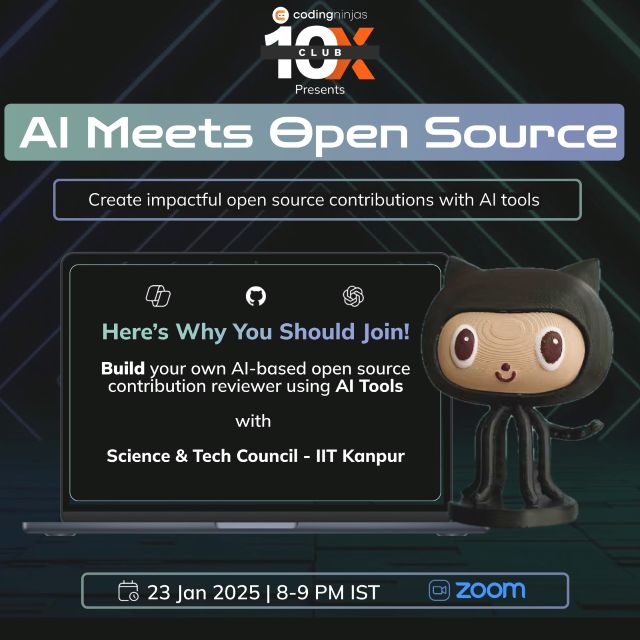 codingninjas
10X
CLUB
Presents
AI Meets Open Source
Create impactful open source contributions with AI tools
Here's Why You Should Join!
Build your own AI-based open source
contribution reviewer using AI Tools
with
Science & Tech Council - IIT Kanpur
23 Jan 2025 | 8-9 PM IST
zoom